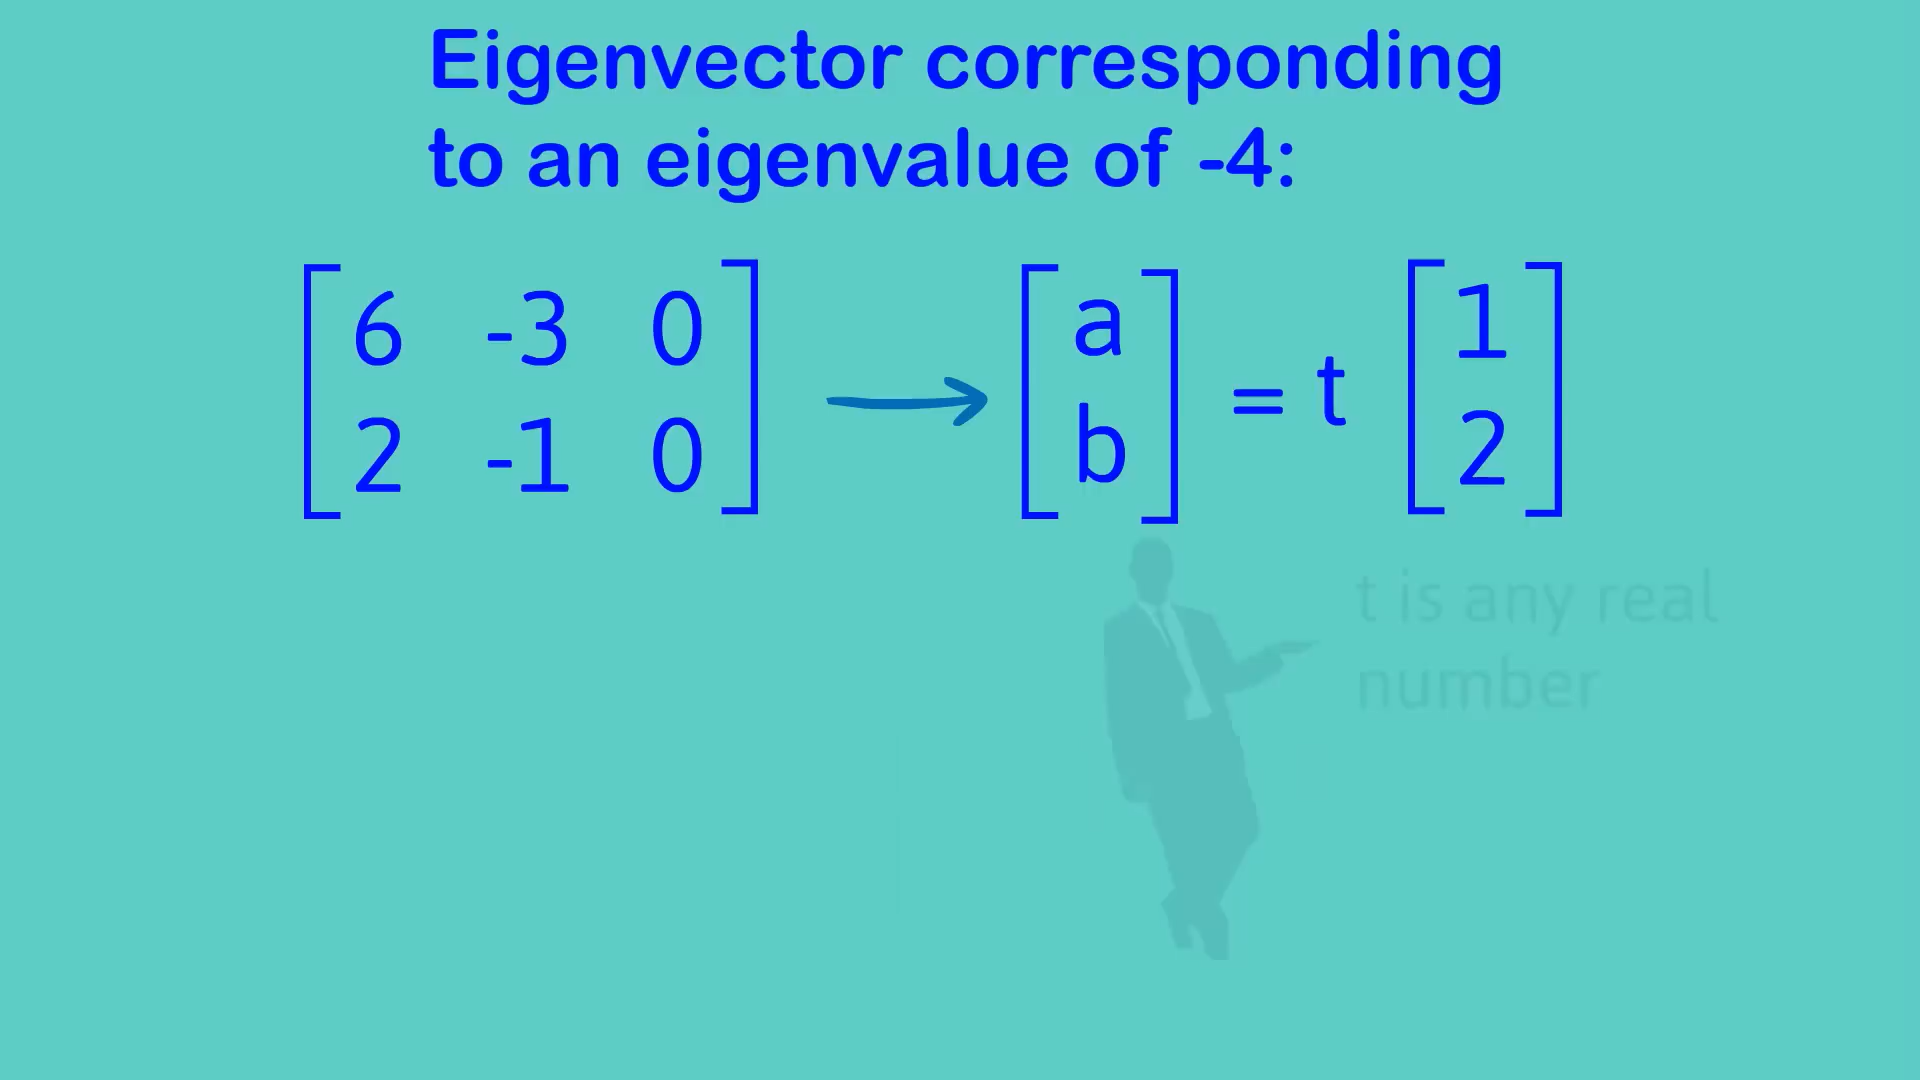 Eigenvector corresponding
to an eigenvalue of -4:
6 -3 0
2 -1 0
a
b
= t
1
2
t is any real
number